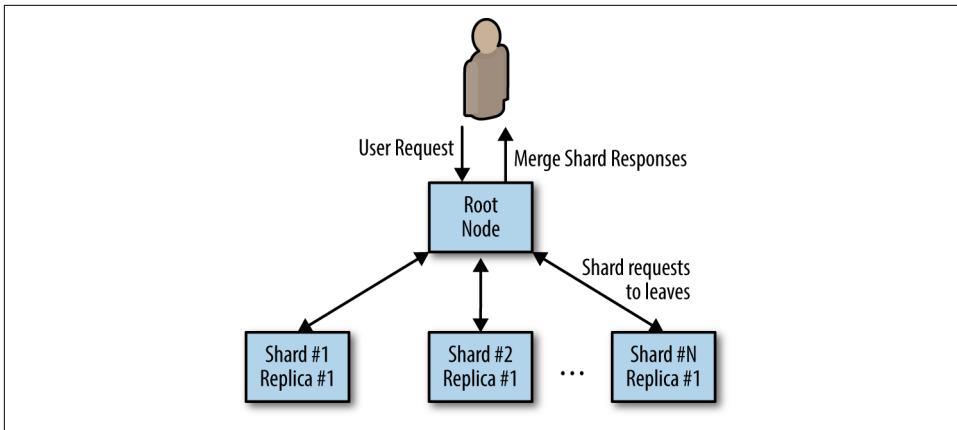 User Request
Merge Shard Responses
Root
Node
Shard requests
to leaves
Shard #1
Replica #1
Shard #2
Replica #1
...
Shard #N
Replica #1